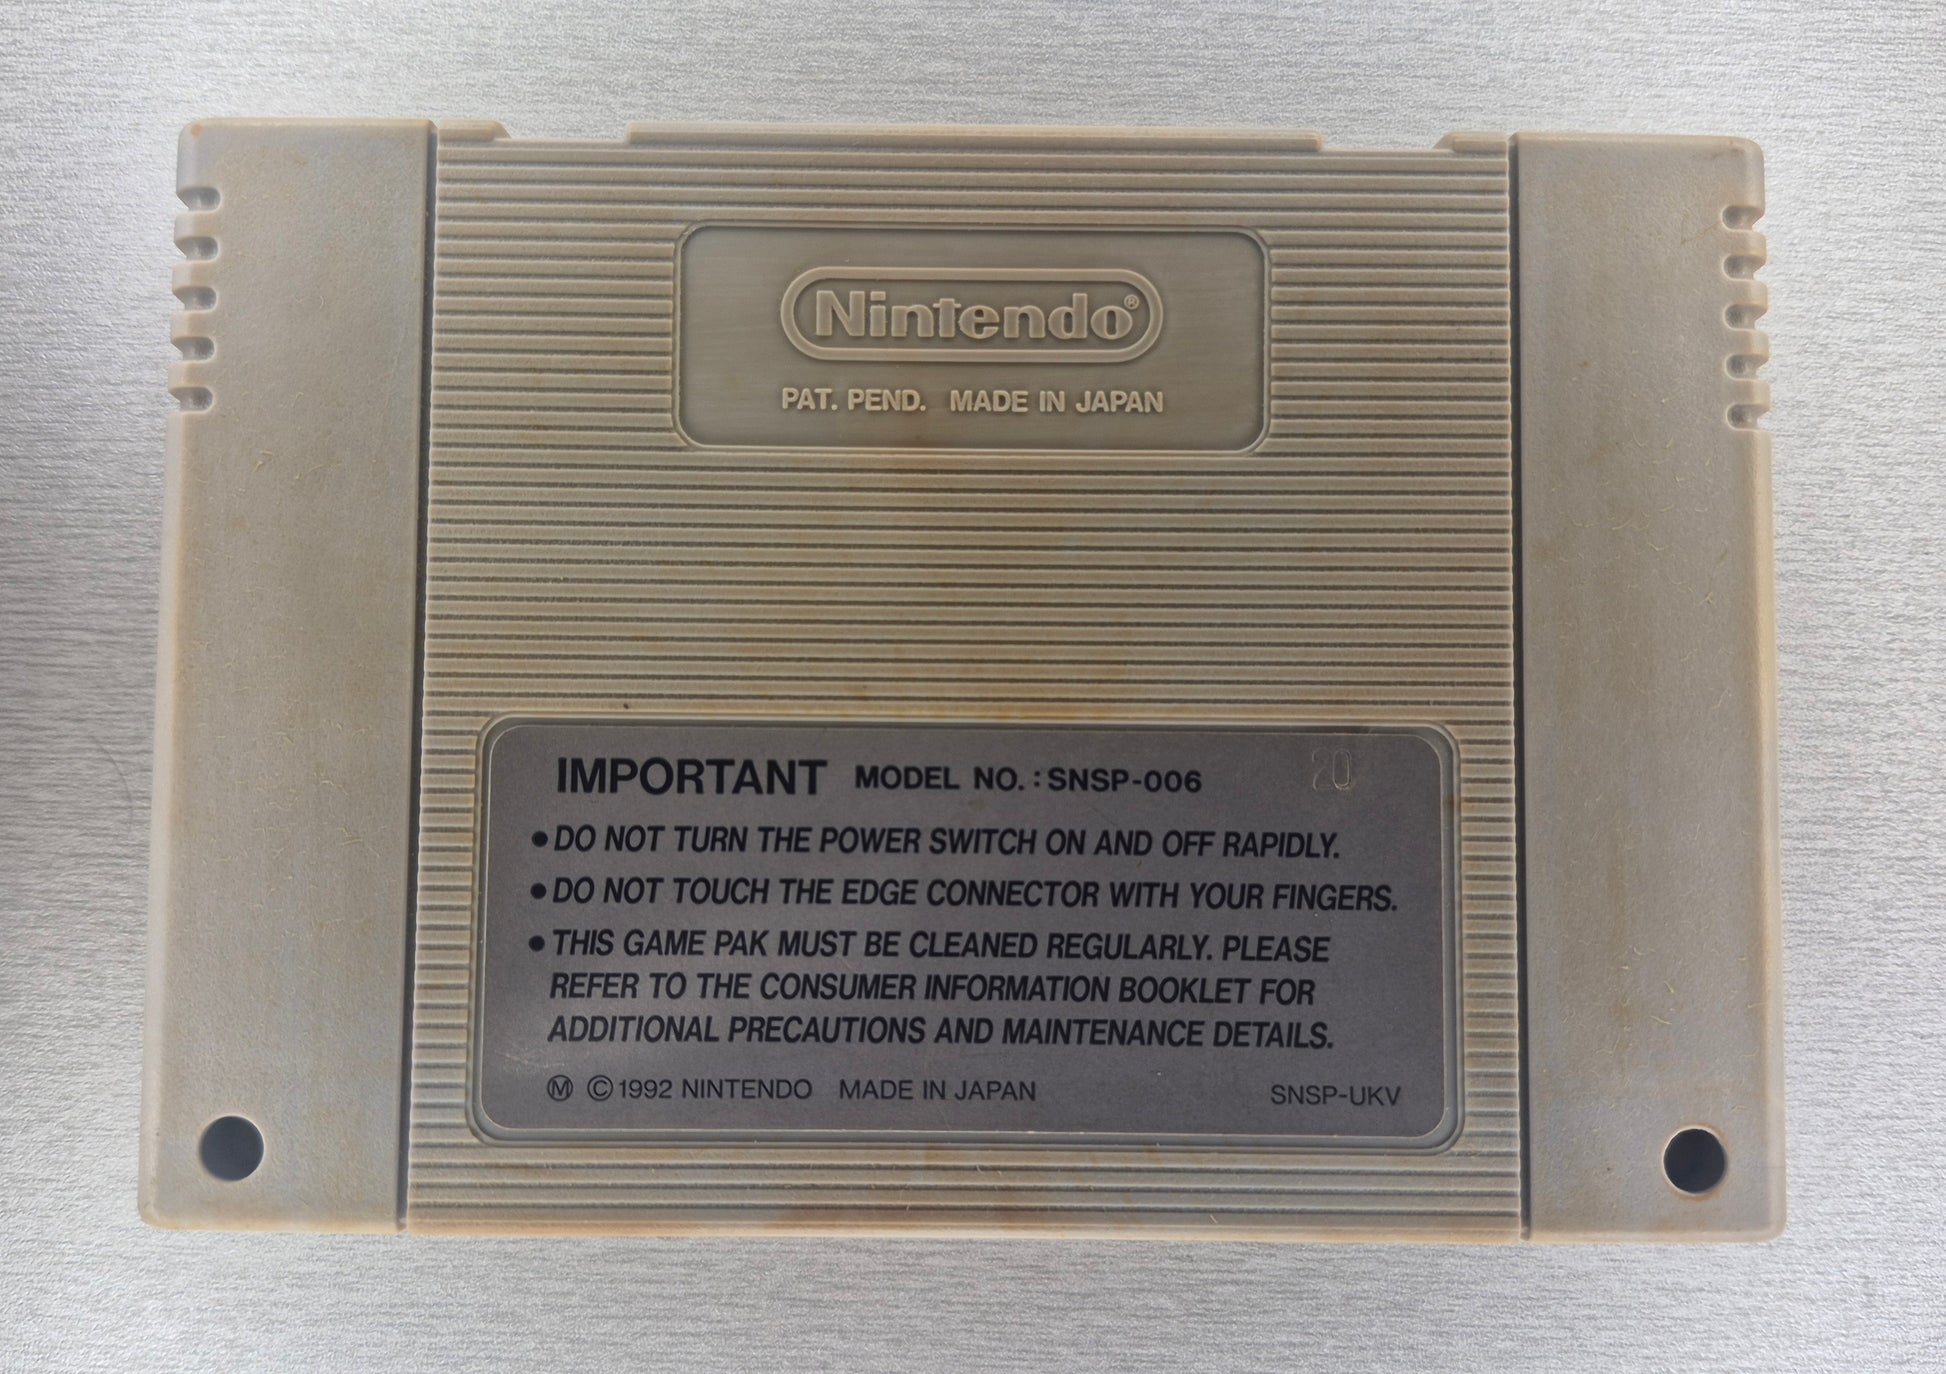 Nintendo®
PAT. PEND. MADE IN JAPAN
IMPORTANT MODEL NO.: SNSP-006 20
●DO NOT TURN THE POWER SWITCH ON AND OFF RAPIDLY.
●DO NOT TOUCH THE EDGE CONNECTOR WITH YOUR FINGERS.
●THIS GAME PAK MUST BE CLEANED REGULARLY. PLEASE
REFER TO THE CONSUMER INFORMATION BOOKLET FOR
ADDITIONAL PRECAUTIONS AND MAINTENANCE DETAILS.
Ⓜ ©1992 NINTENDO MADE IN JAPAN SNSP-UKV